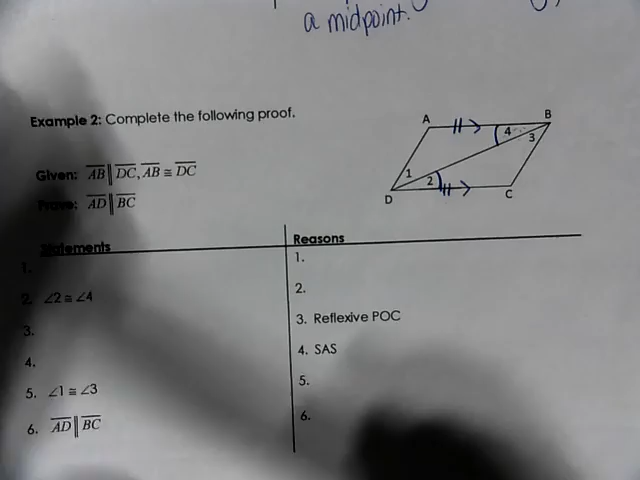 a midpoint.
Example 2: Complete the following proof.
Given: AB ∥ DC, AB ≅ DC
Prove: AD ∥ BC
A
B
4
3
1
2
D
C
Statements Reasons
1. 1.
2. ∠2 ≅ ∠4 2.
3. 3. Reflexive POC
4. 4. SAS
5. ∠1 ≅ ∠3 5.
6. AD ∥ BC 6.